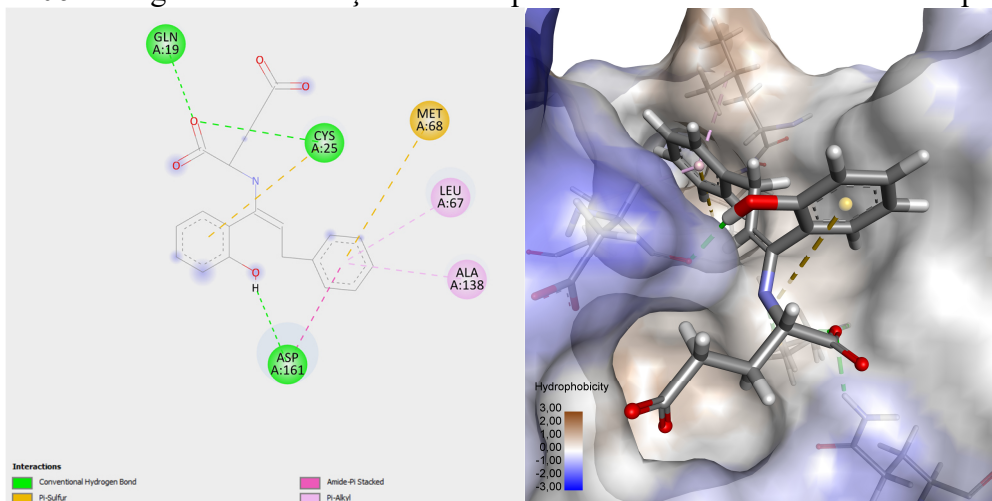 GLN
A:19
O
O
MET
A:68
O
CYS
A:25
O
LEU
A:67
N
ALA
A:138
O
H
ASP
A:161
Interactions
Conventional Hydrogen Bond
Pi-Sulfur
Amide-Pi Stacked
Pi-Alkyl
Hydrophobicity
3,00
2,00
1,00
0,00
-1,00
-2,00
-3,00